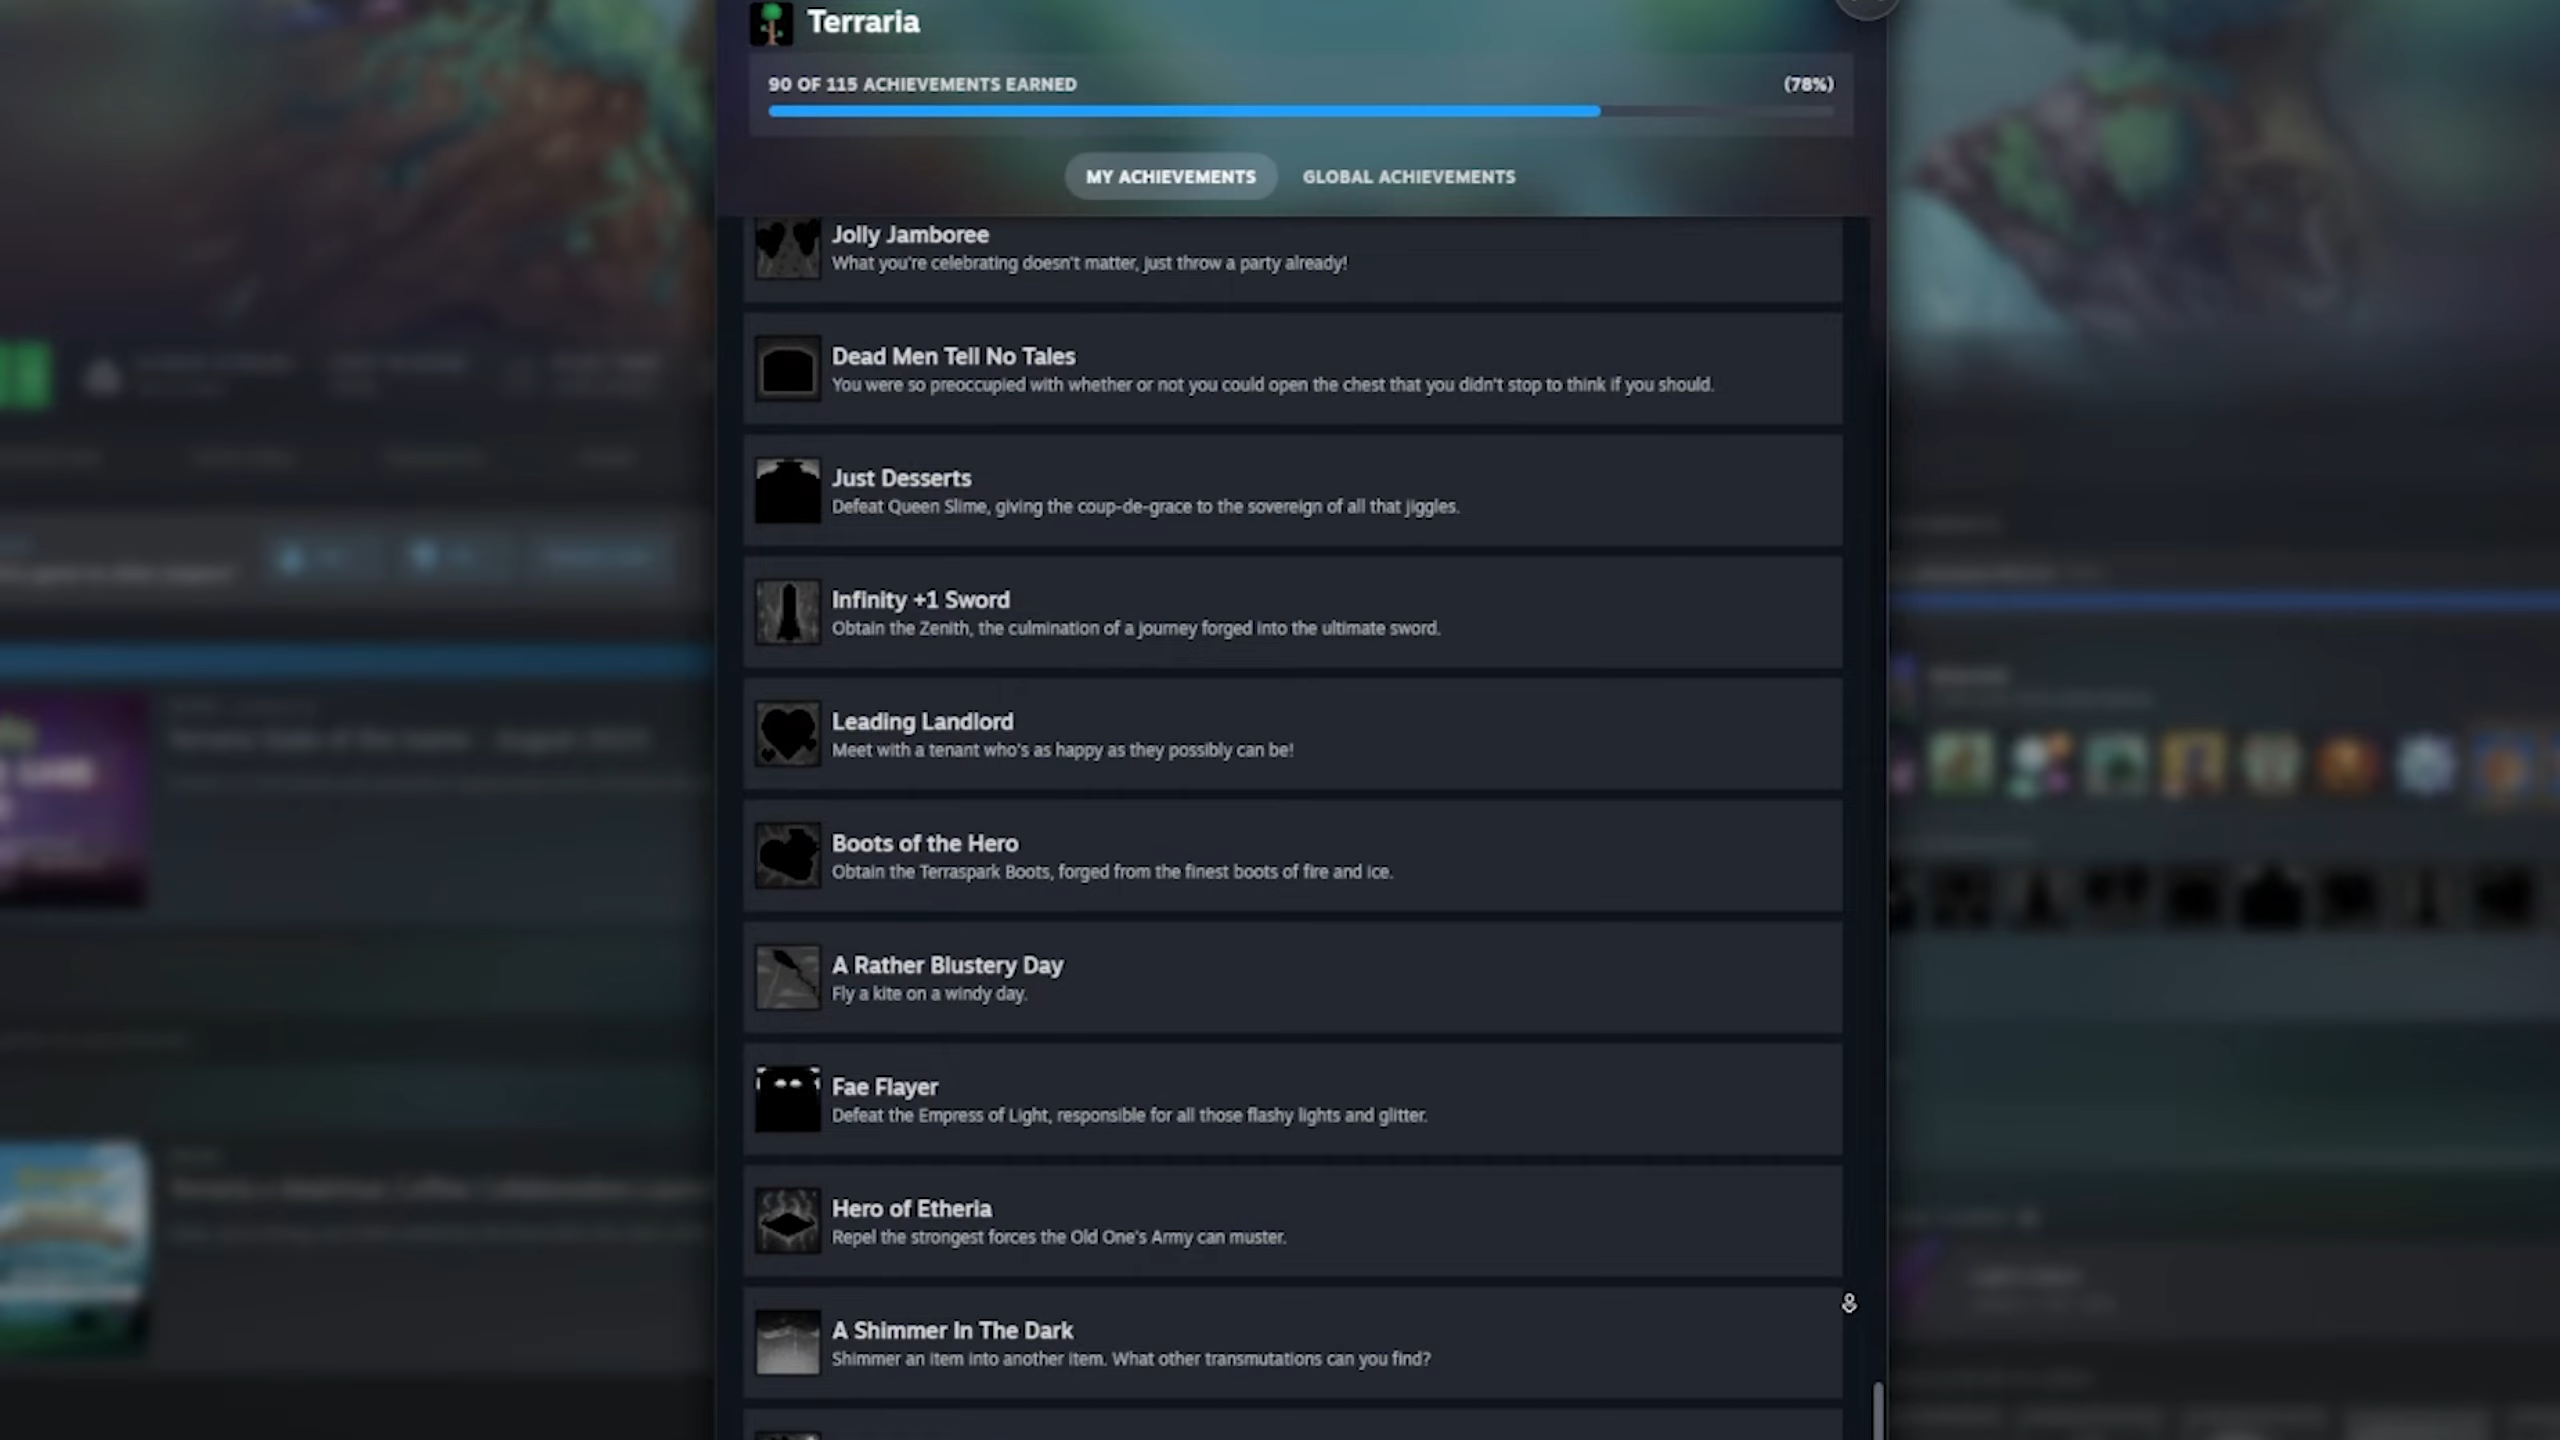 Terraria
90 OF 115 ACHIEVEMENTS EARNED (78%)
MY ACHIEVEMENTS GLOBAL ACHIEVEMENTS
Jolly Jamboree
What you're celebrating doesn't matter, just throw a party already!
Dead Men Tell No Tales
You were so preoccupied with whether or not you could open the chest that you didn't stop to think if you should.
Just Desserts
Defeat Queen Slime, giving the coup-de-grace to the sovereign of all that jiggles.
Infinity +1 Sword
Obtain the Zenith, the culmination of a journey forged into the ultimate sword.
Leading Landlord
Meet with a tenant who's as happy as they possibly can be!
Boots of the Hero
Obtain the Terraspark Boots, forged from the finest boots of fire and ice.
A Rather Blustery Day
Fly a kite on a windy day.
Fae Flayer
Defeat the Empress of Light, responsible for all those flashy lights and glitter.
Hero of Etheria
Repel the strongest forces the Old One's Army can muster.
A Shimmer In The Dark
Shimmer an item into another item. What other transmutations can you find?